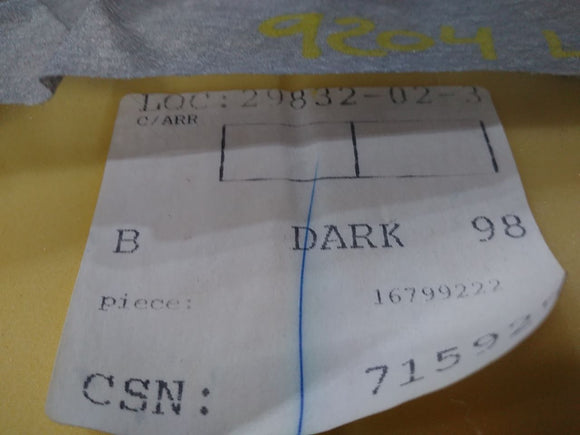 9204
LOC: 29832-02-3
C/ARR
B DARK 98
piece: 16799222
CSN: 71592